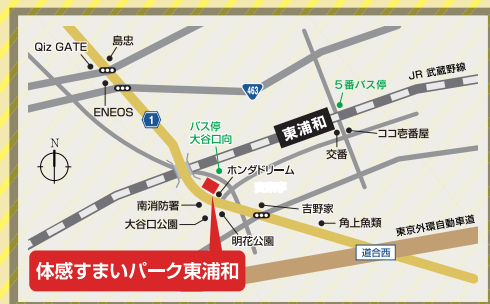 島忠
Qiz GATE
ENEOS
463
JR 武蔵野線
5番バス停
1
バス停
大谷口向
東浦和
ココ壱番屋
交番
N
ホンダドリーム
南消防署
大谷口公園
明花公園
吉野家
角上魚類
東京外環自動車道
道合西
体感すまいパーク東浦和